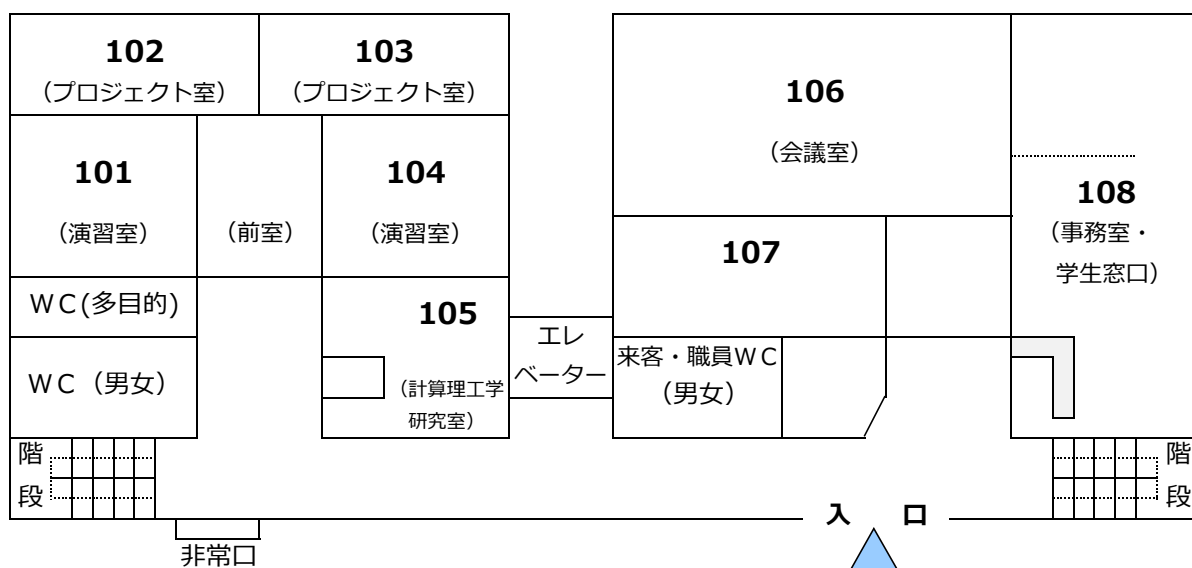 102
（プロジェクト室）
103
（プロジェクト室）
106
（会議室）
101
（演習室）
（前室）
104
（演習室）
107
108
（事務室・
学生窓口）
ＷＣ(多目的)
105
（計算理工学
研究室）
エレ
ベーター
来客・職員ＷＣ
（男女）
ＷＣ（男女）
階
段
階
段
入　口
非常口